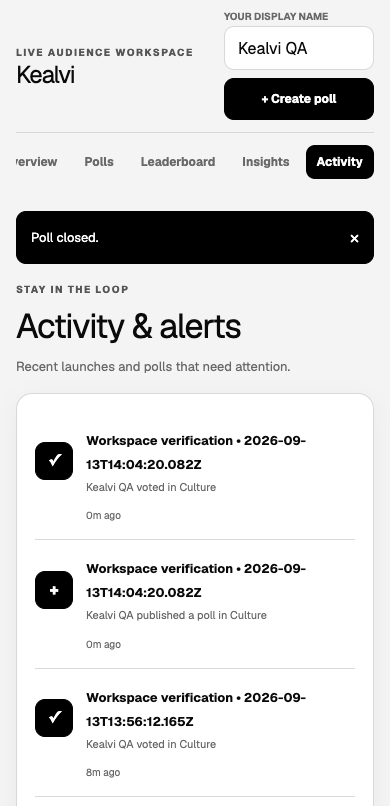 YOUR DISPLAY NAME
LIVE AUDIENCE WORKSPACE
Kealvi
Kealvi QA
+ Create poll
verview Polls Leaderboard Insights Activity
Poll closed. ×
STAY IN THE LOOP
Activity & alerts
Recent launches and polls that need attention.
✓
Workspace verification • 2026-09-
13T14:04:20.082Z
Kealvi QA voted in Culture
0m ago
+
Workspace verification • 2026-09-
13T14:04:20.082Z
Kealvi QA published a poll in Culture
0m ago
✓
Workspace verification • 2026-09-
13T13:56:12.165Z
Kealvi QA voted in Culture
8m ago